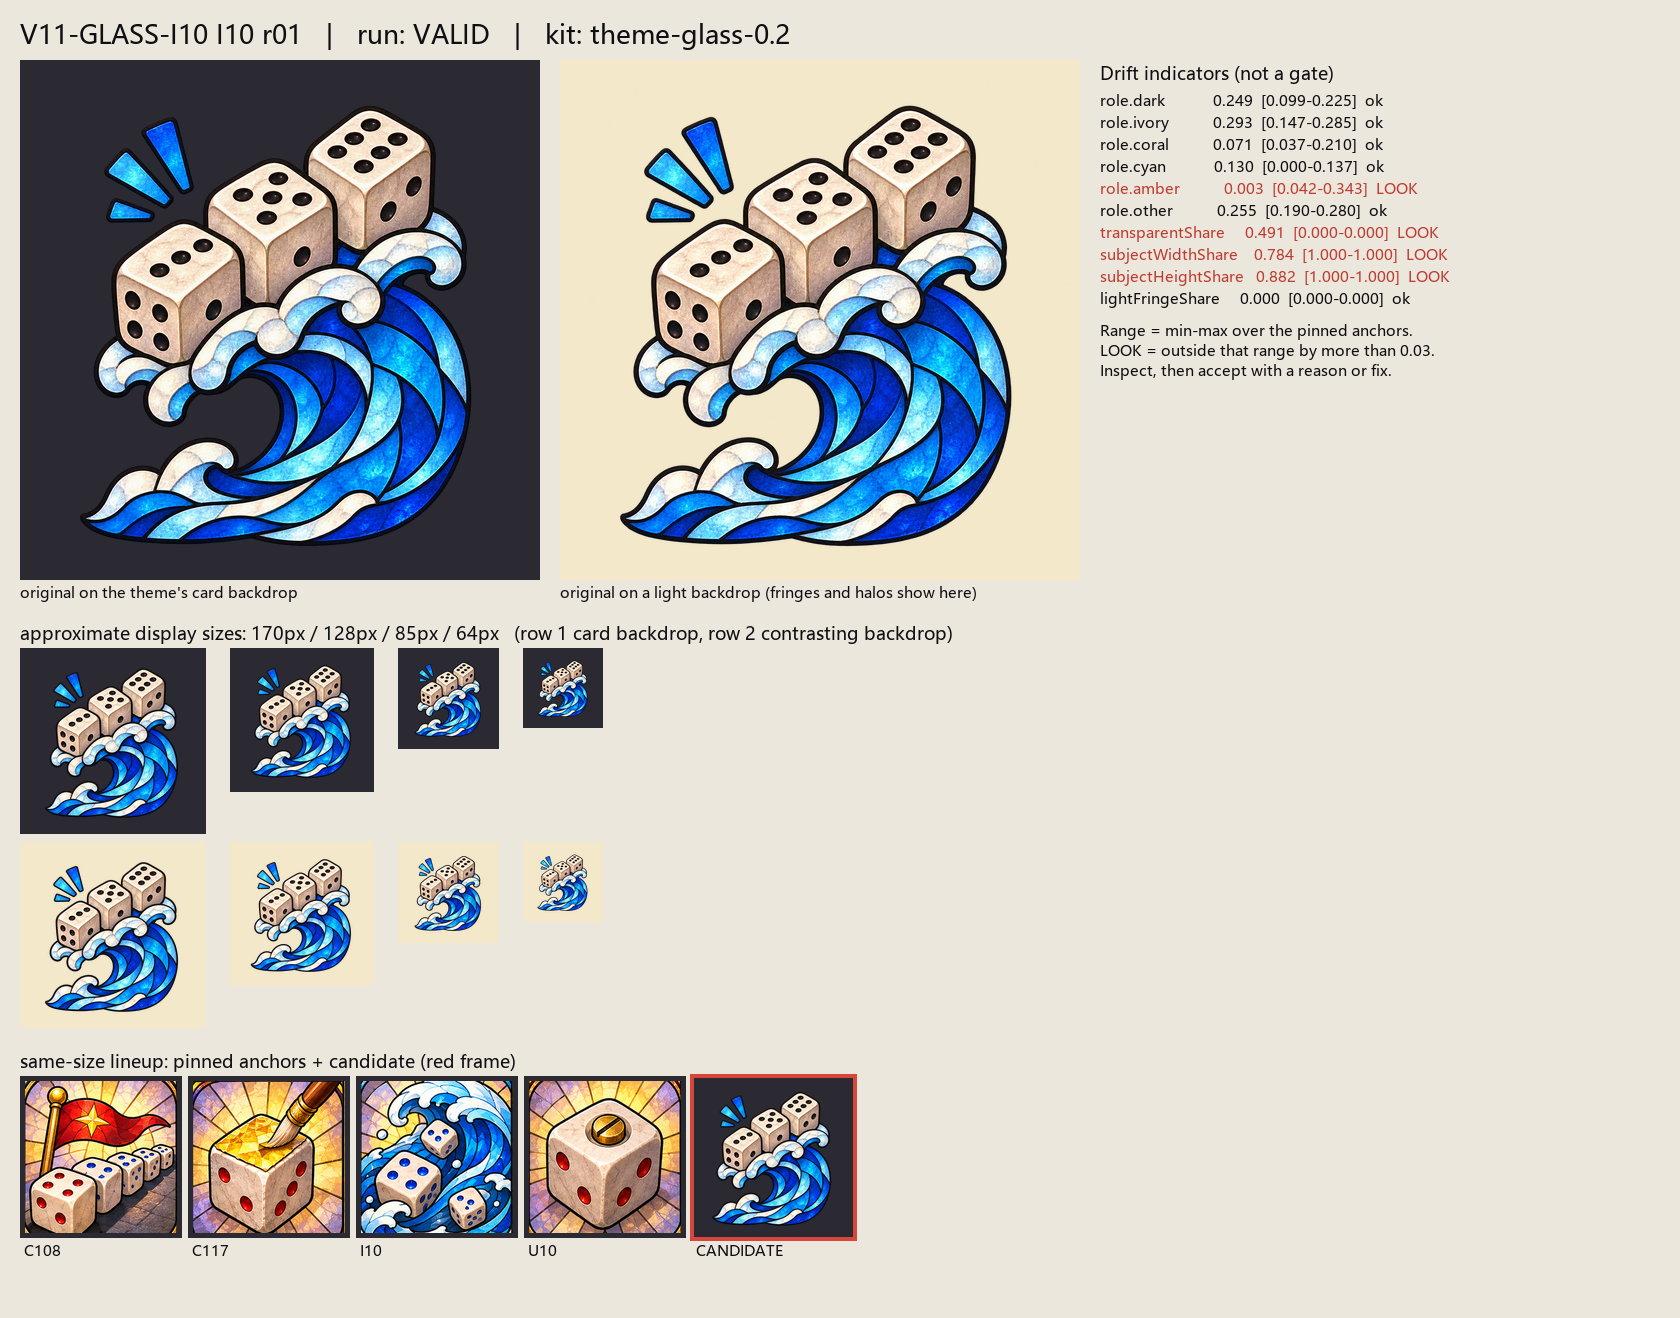 V11-GLASS-I10 I10 r01   |   run: VALID   |   kit: theme-glass-0.2
Drift indicators (not a gate)
role.dark 0.249 [0.099-0.225] ok
role.ivory 0.293 [0.147-0.285] ok
role.coral 0.071 [0.037-0.210] ok
role.cyan 0.130 [0.000-0.137] ok
role.amber 0.003 [0.042-0.343] LOOK
role.other 0.255 [0.190-0.280] ok
transparentShare 0.491 [0.000-0.000] LOOK
subjectWidthShare 0.784 [1.000-1.000] LOOK
subjectHeightShare 0.882 [1.000-1.000] LOOK
lightFringeShare 0.000 [0.000-0.000] ok
Range = min-max over the pinned anchors.
LOOK = outside that range by more than 0.03.
Inspect, then accept with a reason or fix.
original on the theme's card backdrop
original on a light backdrop (fringes and halos show here)
approximate display sizes: 170px / 128px / 85px / 64px   (row 1 card backdrop, row 2 contrasting backdrop)
same-size lineup: pinned anchors + candidate (red frame)
C108
C117
I10
U10
CANDIDATE